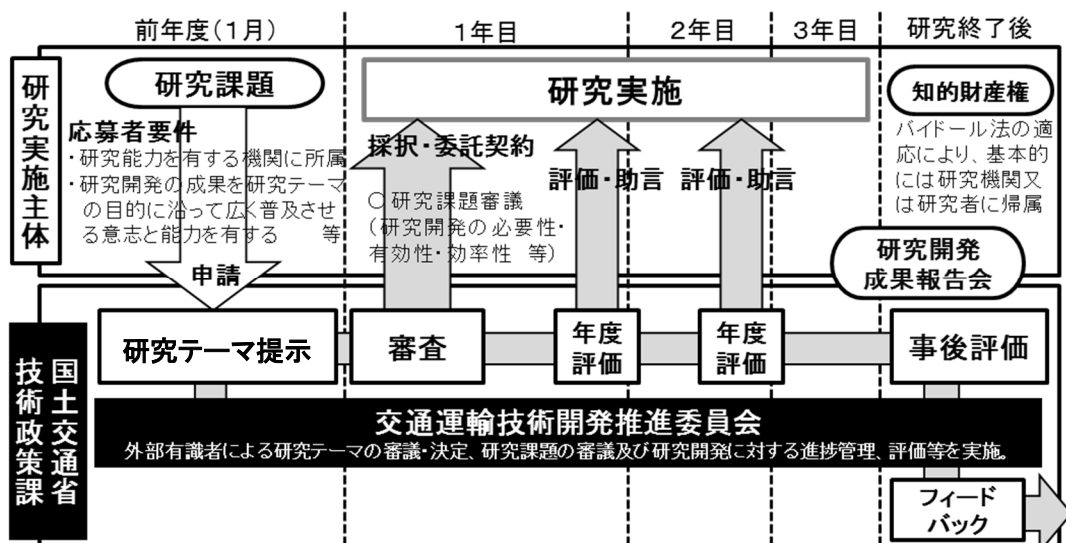 前年度(１月)
１年目
２年目
３年目
研究終了後
研究実施主体
研究課題
応募者要件
・研究能力を有する機関に所属
・研究開発の成果を研究テーマ
の目的に沿って広く普及させ
る意志と能力を有する　等
申請
研究実施
採択・委託契約
○研究課題審議
(研究開発の必要性・
有効性・効率性　等)
評価・助言
評価・助言
知的財産権
バイドール法の適
応により、基本的
には研究機関又
は研究者に帰属
研究開発
成果報告会
国土交通省
技術政策課
研究テーマ提示
審査
年度
評価
年度
評価
事後評価
交通運輸技術開発推進委員会
外部有識者による研究テーマの審議・決定、研究課題の審議及び研究開発に対する進捗管理、評価等を実施。
フィード
バック